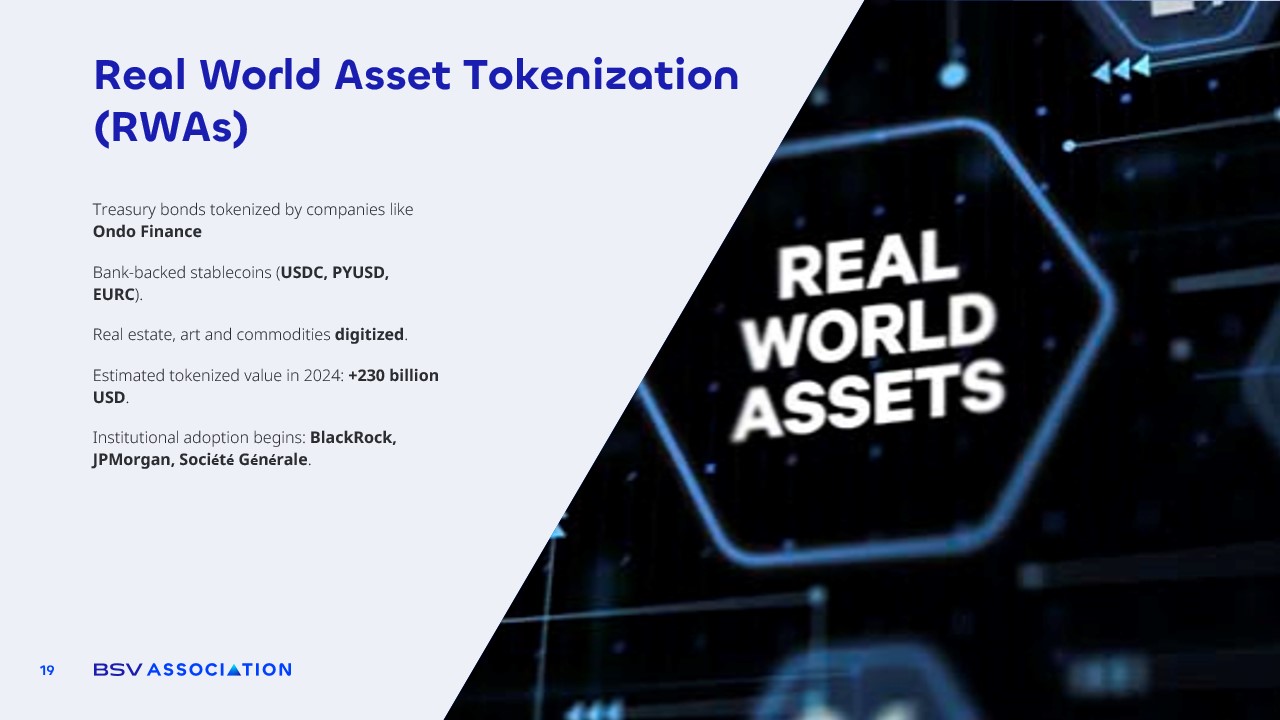 Real World Asset Tokenization
(RWAs)
Treasury bonds tokenized by companies like
Ondo Finance
Bank-backed stablecoins (USDC, PYUSD,
EURC).
Real estate, art and commodities digitized.
Estimated tokenized value in 2024: +230 billion
USD.
Institutional adoption begins: BlackRock,
JPMorgan, Société Générale.
REAL
WORLD
ASSETS
19
BSV ASSOCIATION